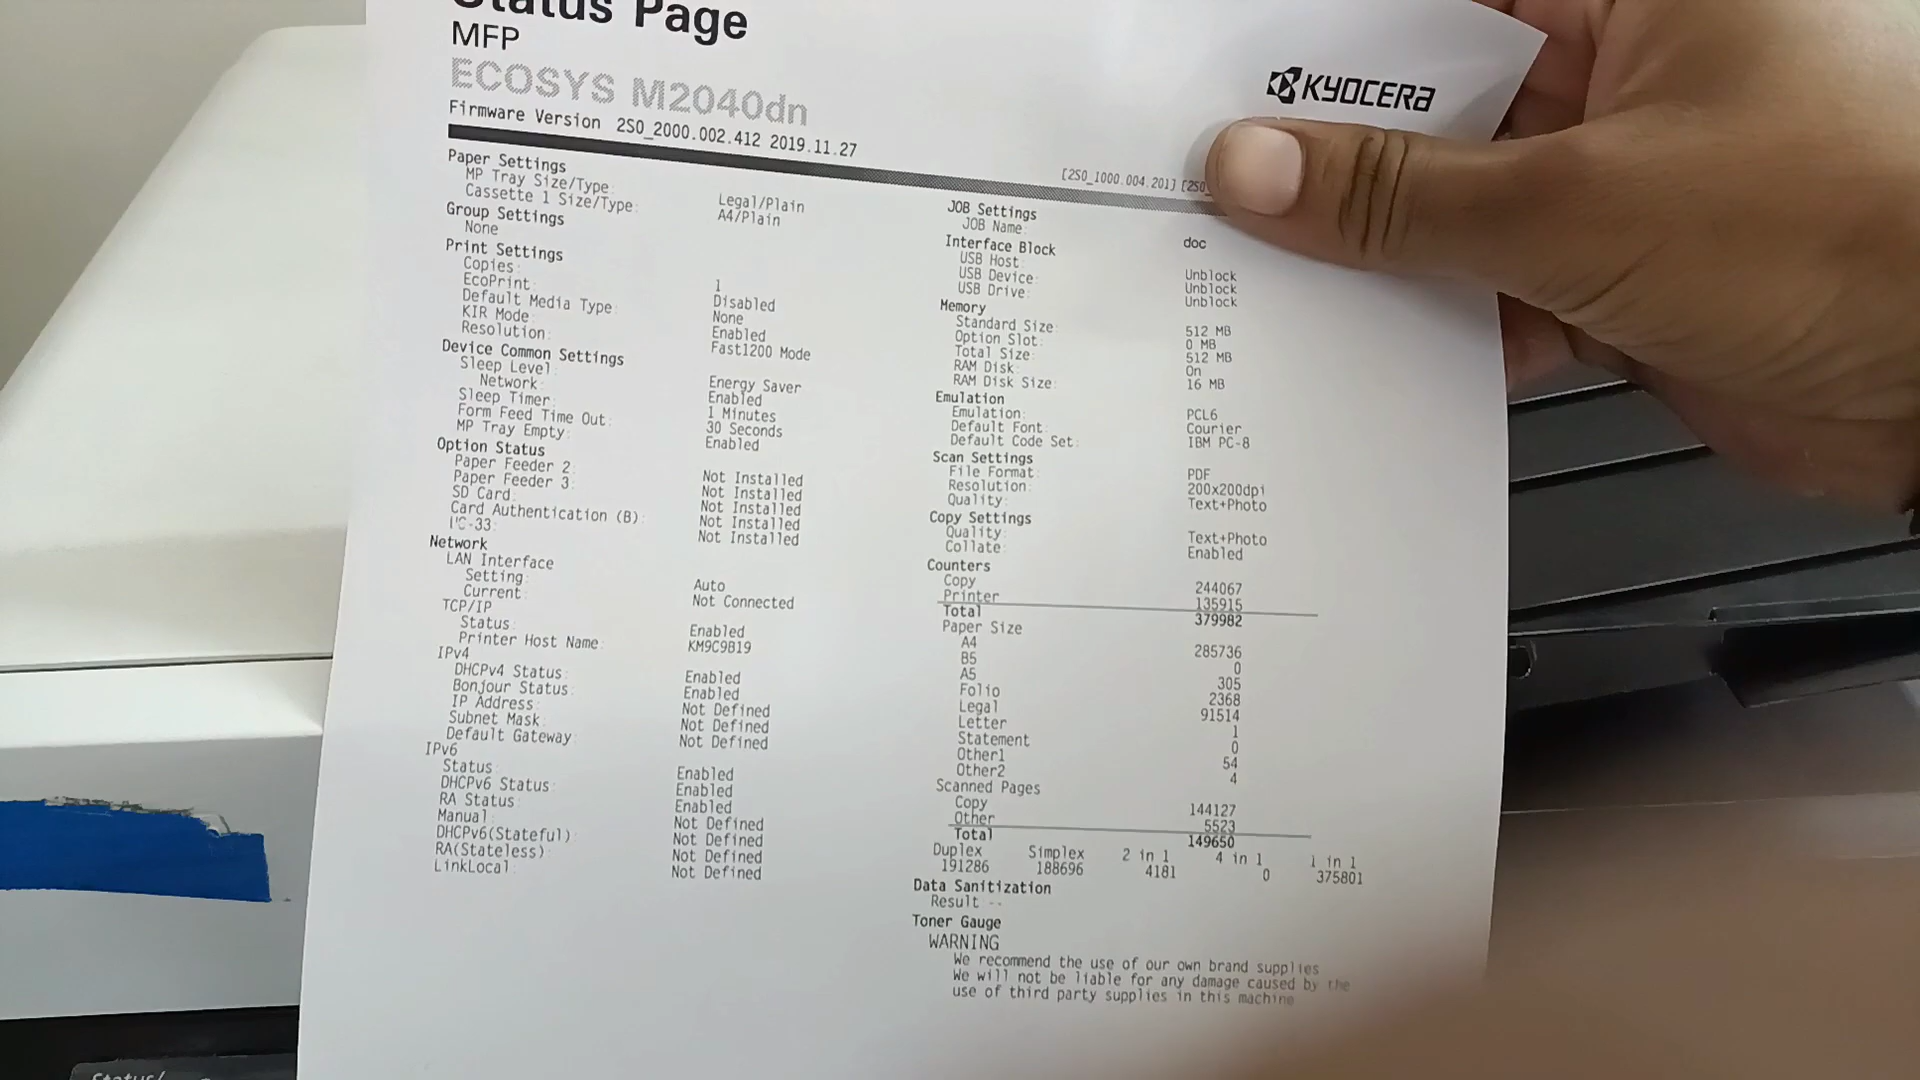 Status Page
MFP
ECOSYS M2040dn
KYOCERA
Firmware Version 2S0_2000.002.412 2019.11.27
[2S0_1000.004.201] [2S0_
Paper Settings
MP Tray Size/Type: Legal/Plain
Cassette 1 Size/Type: A4/Plain
Group Settings
None
Print Settings
Copies: 1
EcoPrint: Disabled
Default Media Type: None
KIR Mode: Enabled
Resolution: Fast1200 Mode
Device Common Settings
Sleep Level: Energy Saver
Network: Enabled
Sleep Timer: 1 Minutes
Form Feed Time Out: 30 Seconds
MP Tray Empty: Enabled
Option Status
Paper Feeder 2: Not Installed
Paper Feeder 3: Not Installed
SD Card: Not Installed
Card Authentication (B): Not Installed
UG-33: Not Installed
Network
LAN Interface
Setting: Auto
Current: Not Connected
TCP/IP
Status: Enabled
Printer Host Name: KM9C9B19
IPv4
DHCPv4 Status: Enabled
Bonjour Status: Enabled
IP Address: Not Defined
Subnet Mask: Not Defined
Default Gateway: Not Defined
IPv6
Status: Enabled
DHCPv6 Status: Enabled
RA Status: Enabled
Manual: Not Defined
DHCPv6(Stateful): Not Defined
RA(Stateless): Not Defined
LinkLocal: Not Defined
JOB Settings
JOB Name: doc
Interface Block
USB Host: Unblock
USB Device: Unblock
USB Drive: Unblock
Memory
Standard Size: 512 MB
Option Slot: 0 MB
Total Size: 512 MB
RAM Disk: On
RAM Disk Size: 16 MB
Emulation
Emulation: PCL6
Default Font: Courier
Default Code Set: IBM PC-8
Scan Settings
File Format: PDF
Resolution: 200x200dpi
Quality: Text+Photo
Copy Settings
Quality: Text+Photo
Collate: Enabled
Counters
Copy 244067
Printer 135915
Total 379982
Paper Size
A4 285736
B5 0
A5 305
Folio 2368
Legal 91514
Letter 1
Statement 0
Other1 54
Other2 4
Scanned Pages
Copy 144127
Other 5523
Total 149650
Duplex Simplex 2 in 1 4 in 1 1 in 1
191286 188696 4181 0 375801
Data Sanitization
Result --
Toner Gauge
WARNING
We recommend the use of our own brand supplies
We will not be liable for any damage caused by the
use of third party supplies in this machine
Status/